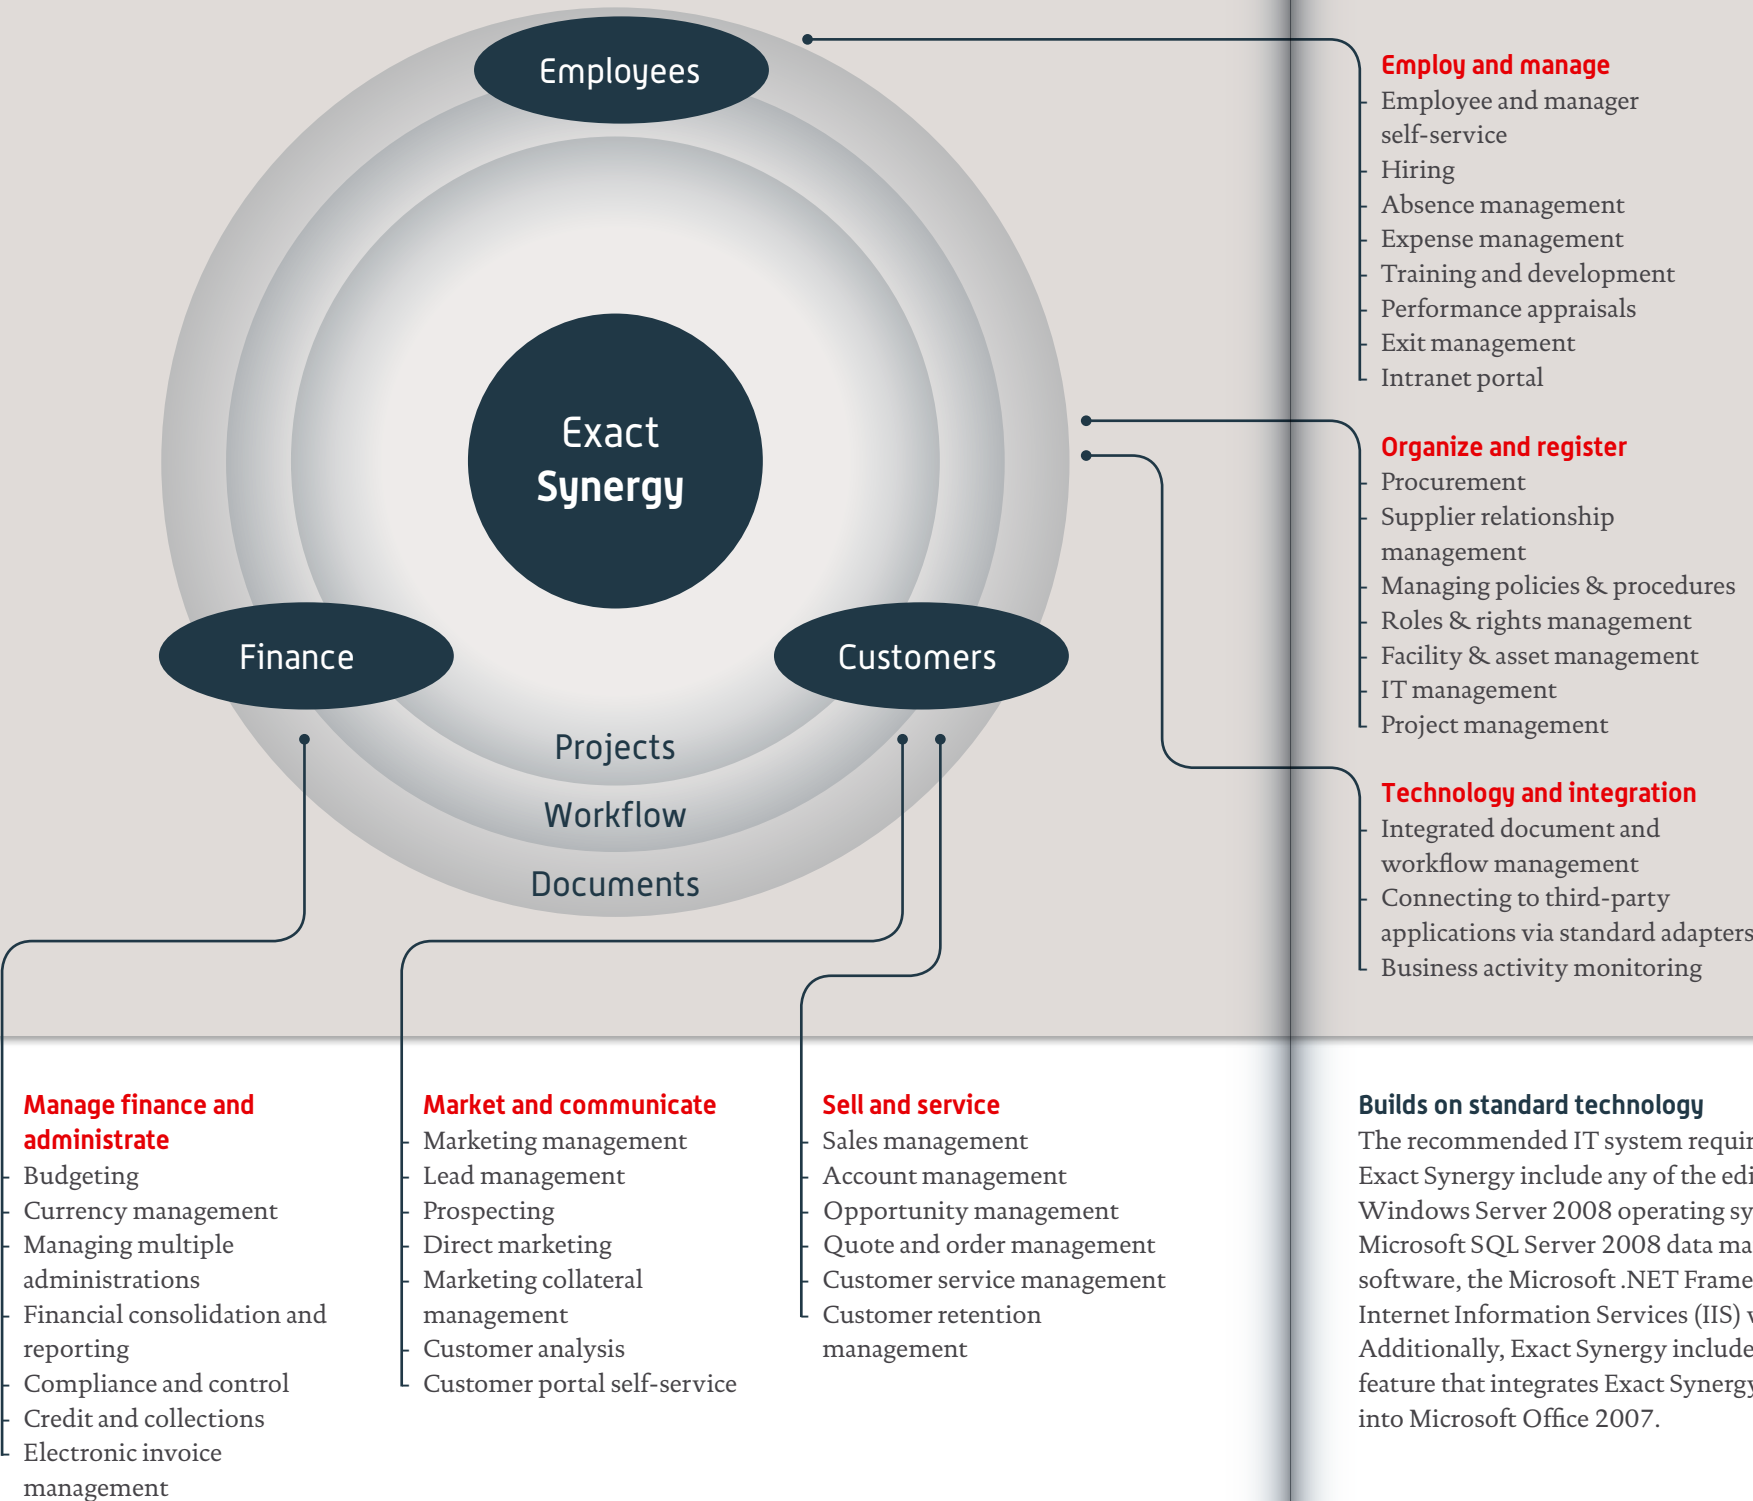 Employees
Exact
Synergy
Finance
Customers
Projects
Workflow
Documents
Employ and manage
Employee and manager
self-service
Hiring
Absence management
Expense management
Training and development
Performance appraisals
Exit management
Intranet portal
Organize and register
Procurement
Supplier relationship
management
Managing policies & procedures
Roles & rights management
Facility & asset management
IT management
Project management
Technology and integration
Integrated document and
workflow management
Connecting to third-party
applications via standard adapters
Business activity monitoring
Manage finance and
administrate
Budgeting
Currency management
Managing multiple
administrations
Financial consolidation and
reporting
Compliance and control
Credit and collections
Electronic invoice
management
Market and communicate
Marketing management
Lead management
Prospecting
Direct marketing
Marketing collateral
management
Customer analysis
Customer portal self-service
Sell and service
Sales management
Account management
Opportunity management
Quote and order management
Customer service management
Customer retention
management
Builds on standard technology
The recommended IT system
Exact Synergy include any of the
Windows Server 2008 operating
Microsoft SQL Server 2008 data
software, the Microsoft .NET
Internet Information Services (IIS)
Additionally, Exact Synergy
feature that integrates Exact Synergy
into Microsoft Office 2007.